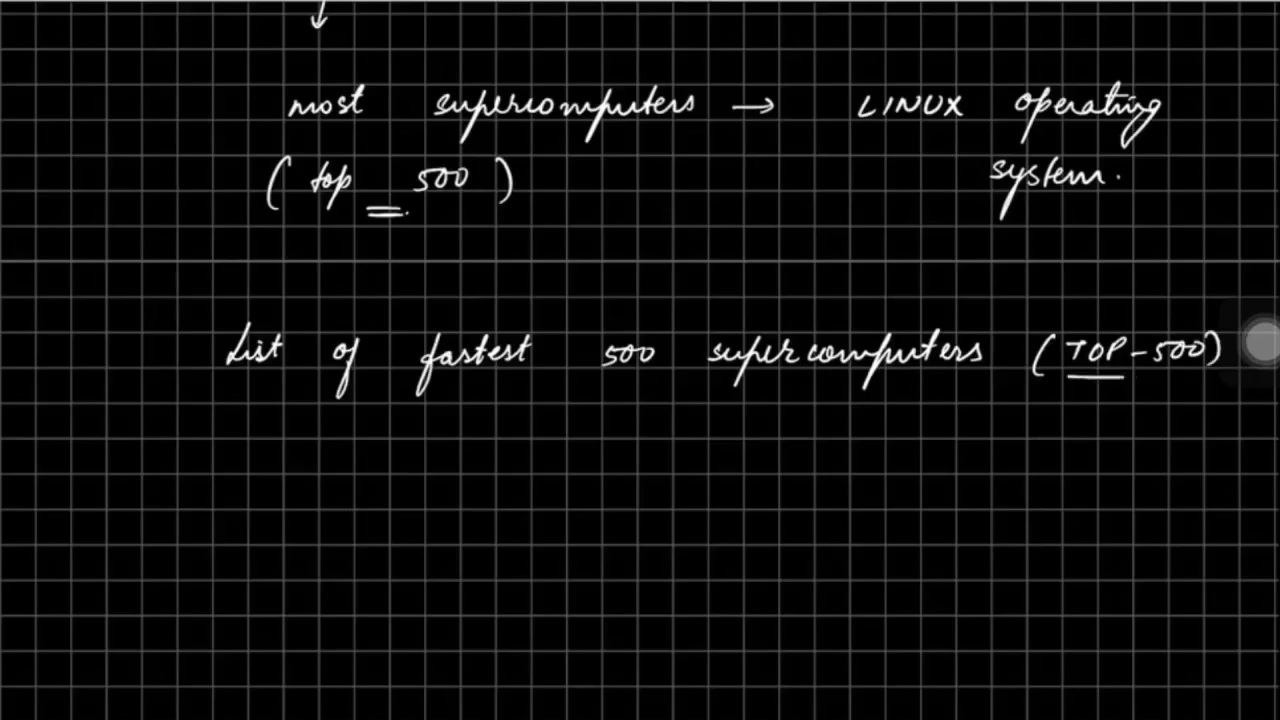 most supercomputers → LINUX operating
(top 500) system.
List of fastest 500 supercomputers (TOP-500)